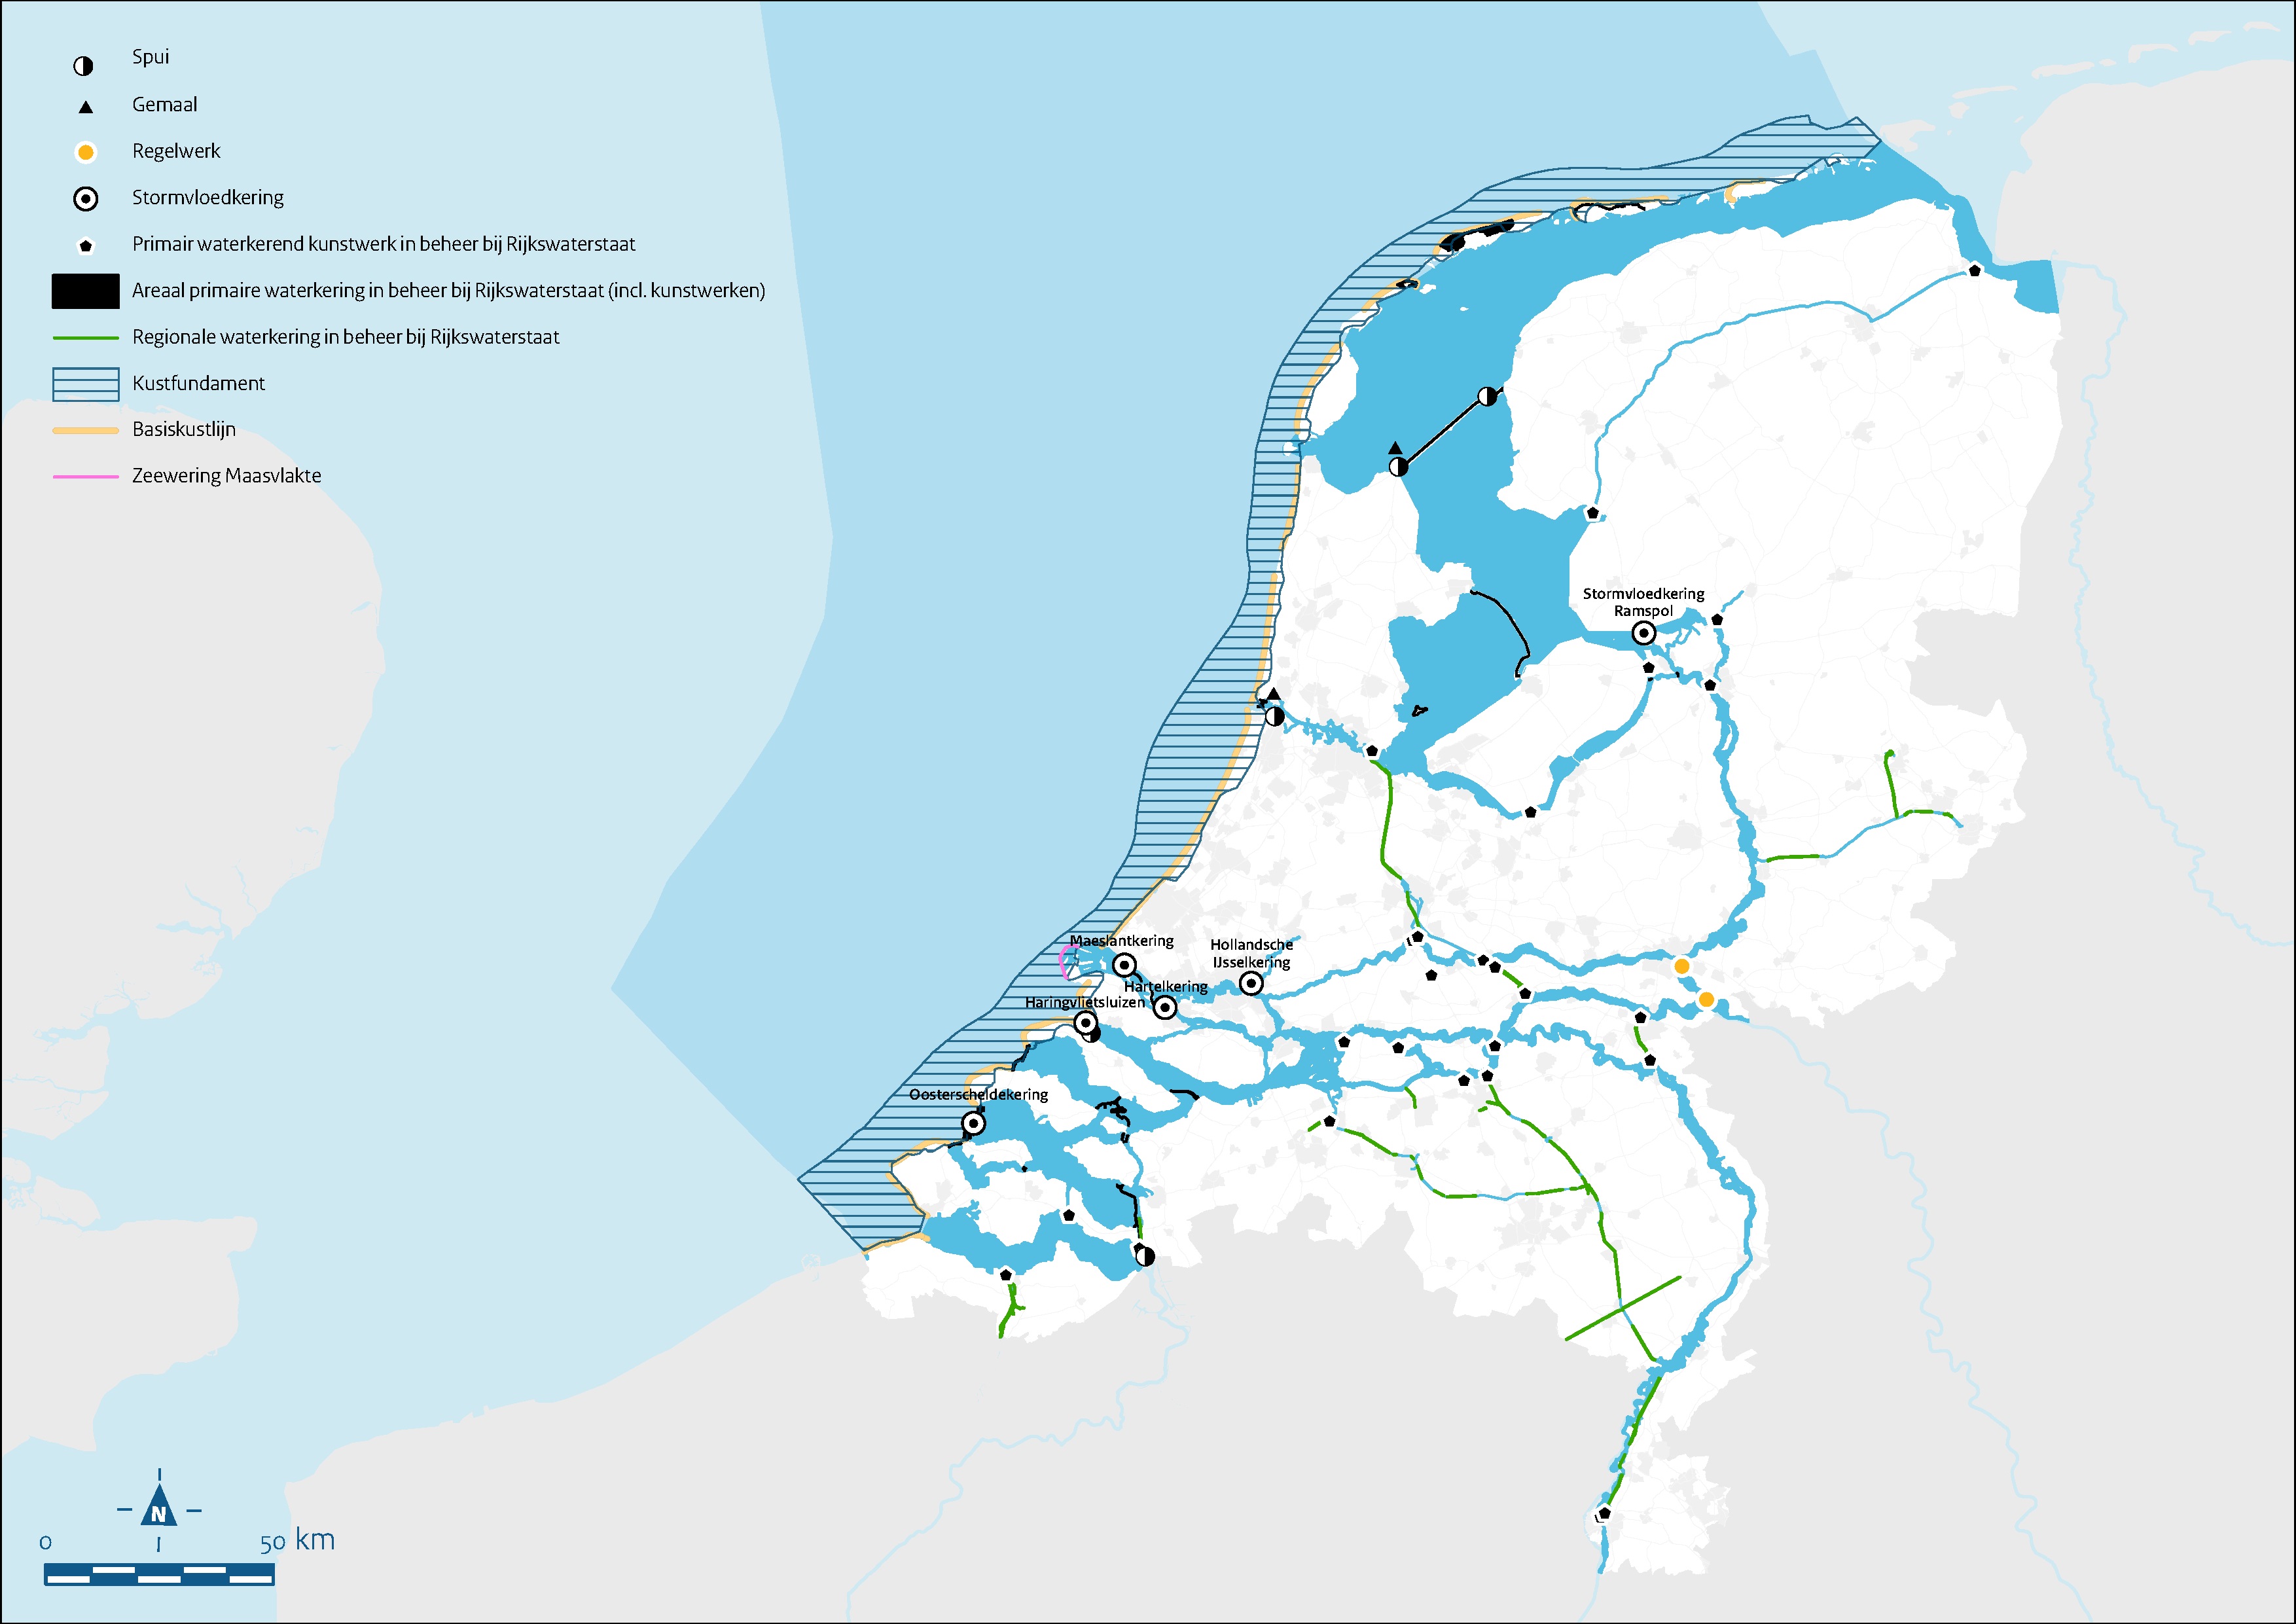 Spui
Gemaal
Regelwerk
Stormvloedkering
Primair waterkerend kunstwerk in beheer bij Rijkswaterstaat
Areaal primaire waterkering in beheer bij Rijkswaterstaat (incl. kunstwerken)
Regionale waterkering in beheer bij Rijkswaterstaat
Kustfundament
Basiskustlijn
Zeewering Maasvlakte
Stormvloedkering
Ramspol
Maeslantkering
Hollandsche
IJsselkering
Hartelkering
Haringvlietsluizen
Oosterscheldekering
N
0 50 km